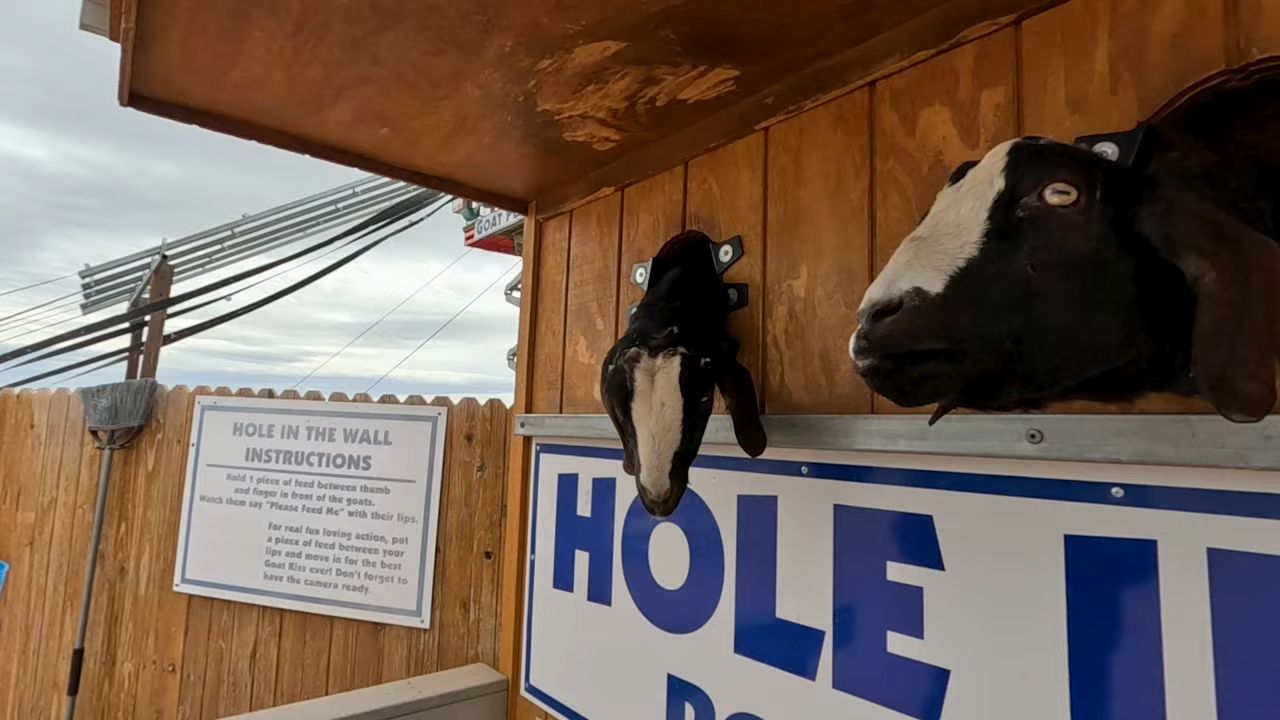 GOAT
HOLE IN THE WALL
INSTRUCTIONS
Hold 1 piece of feed between thumb
and finger in front of the goats.
Watch them say "Please Feed Me" with their lips.
For real fun loving action, put
a piece of feed between your
lips and move in for the best
Goat Kiss ever! Don't forget to
have the camera ready.
HOLE